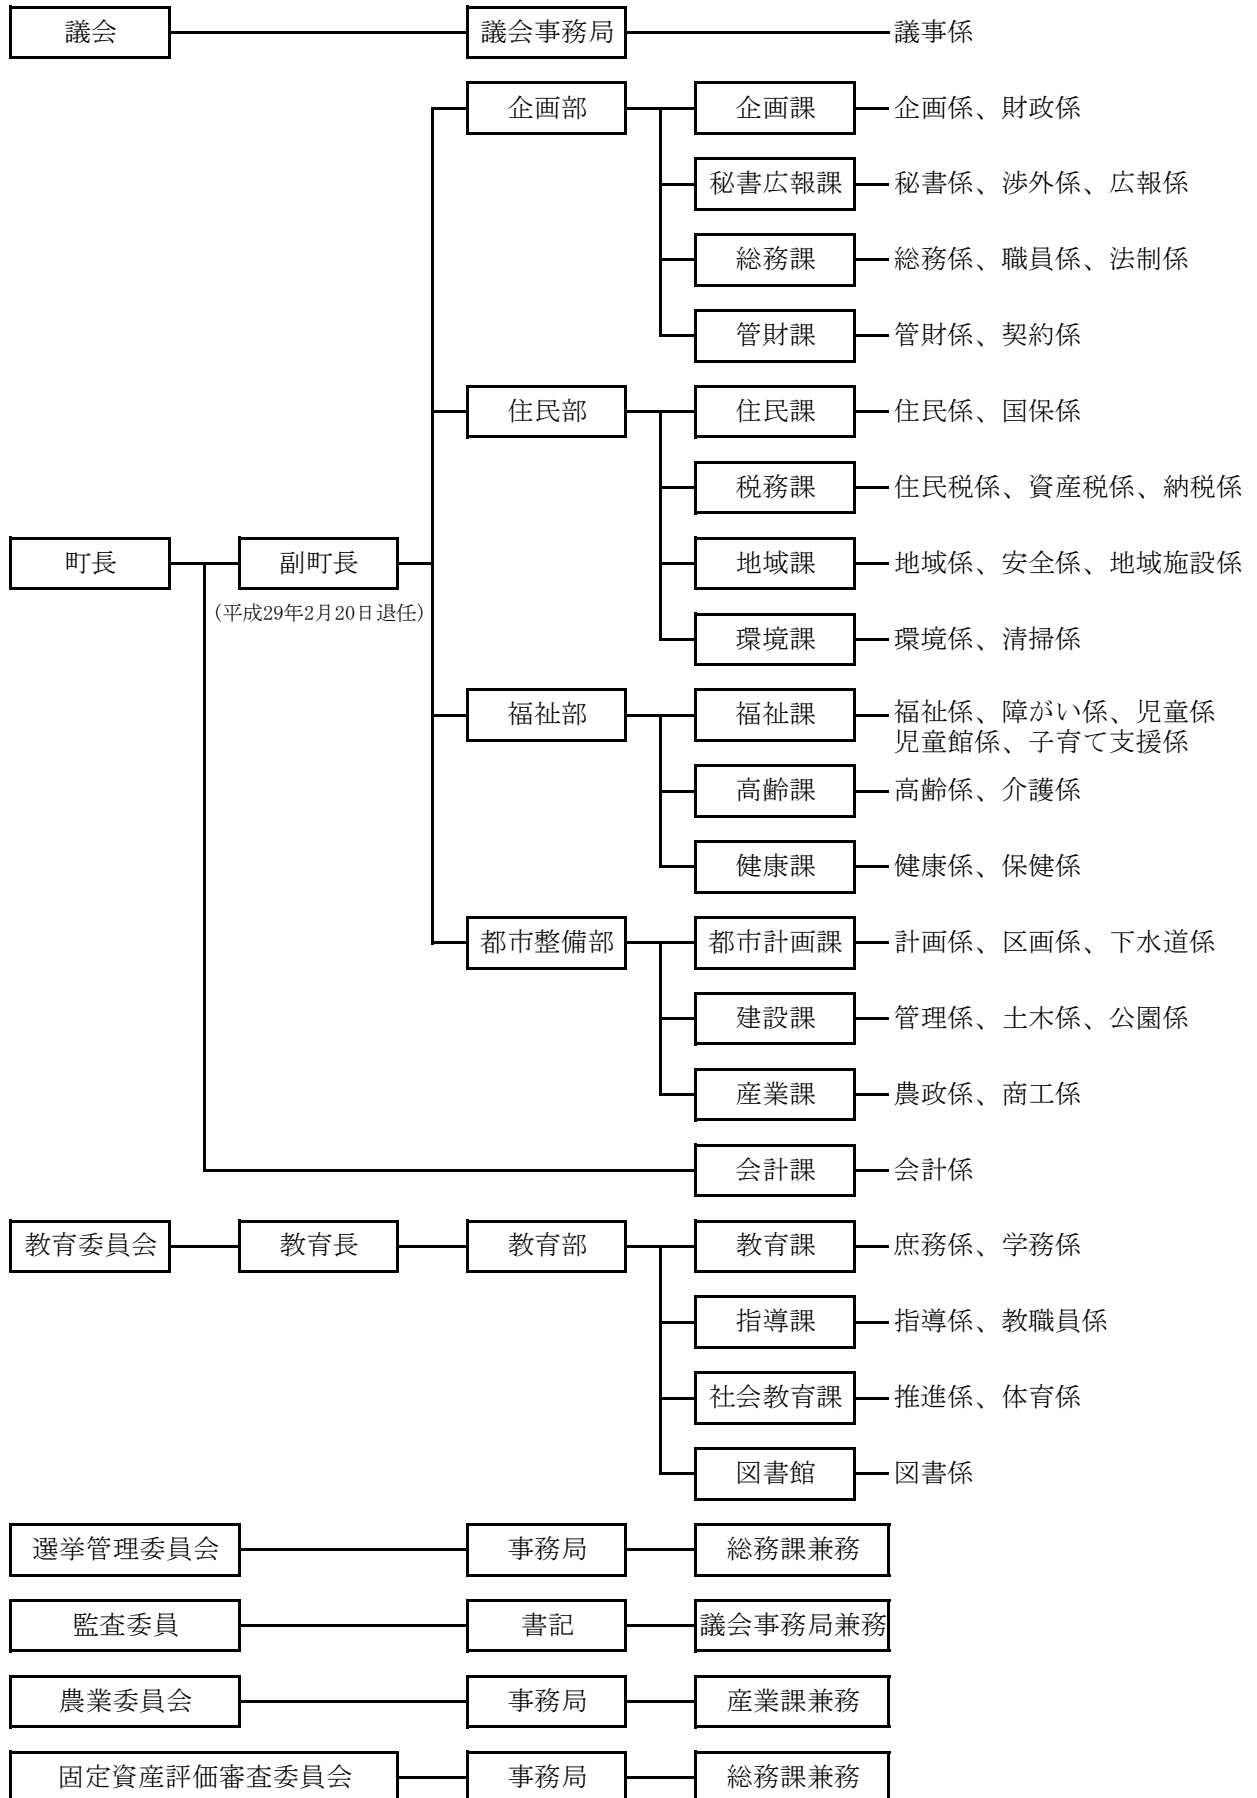 議会 議会事務局 議事係
企画部 企画課 企画係、財政係
秘書広報課 秘書係、渉外係、広報係
総務課 総務係、職員係、法制係
管財課 管財係、契約係
住民部 住民課 住民係、国保係
税務課 住民税係、資産税係、納税係
町長 副町長 地域課 地域係、安全係、地域施設係
(平成29年2月20日退任)
環境課 環境係、清掃係
福祉部 福祉課 福祉係、障がい係、児童係
児童館係、子育て支援係
高齢課 高齢係、介護係
健康課 健康係、保健係
都市整備部 都市計画課 計画係、区画係、下水道係
建設課 管理係、土木係、公園係
産業課 農政係、商工係
会計課 会計係
教育委員会 教育長 教育部 教育課 庶務係、学務係
指導課 指導係、教職員係
社会教育課 推進係、体育係
図書館 図書係
選挙管理委員会 事務局 総務課兼務
監査委員 書記 議会事務局兼務
農業委員会 事務局 産業課兼務
固定資産評価審査委員会 事務局 総務課兼務